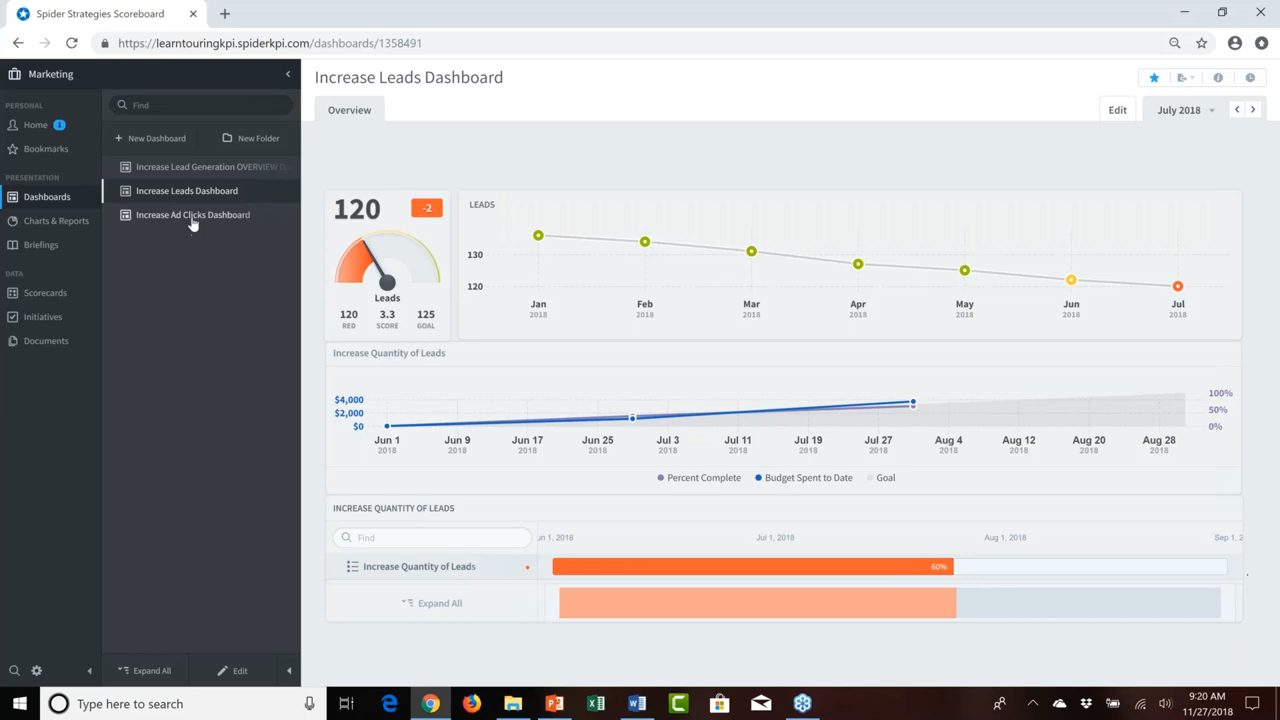 Spider Strategies Scoreboard
https://learntouringkpi.spiderkpi.com/dashboards/1358491
Marketing
Find
New Dashboard
New Folder
Increase Lead Generation OVERVIEW
Increase Leads Dashboard
Increase Ad Clicks Dashboard
PERSONAL
Home 1
Bookmarks
PRESENTATION
Dashboards
Charts & Reports
Briefings
DATA
Scorecards
Initiatives
Documents
Expand All
Edit
Increase Leads Dashboard
Overview
Edit
July 2018
120 -2
Leads
120 3.3 125
RED SCORE GOAL
LEADS
130
120
Jan Feb Mar Apr May Jun Jul
2018 2018 2018 2018 2018 2018 2018
Increase Quantity of Leads
$4,000 100%
$2,000 50%
$0 0%
Jun 1 Jun 9 Jun 17 Jun 25 Jul 3 Jul 11 Jul 19 Jul 27 Aug 4 Aug 12 Aug 20 Aug 28
2018 2018 2018 2018 2018 2018 2018 2018 2018 2018 2018 2018
Percent Complete Budget Spent to Date Goal
INCREASE QUANTITY OF LEADS
Find
un 1, 2018 Jul 1, 2018 Aug 1, 2018 Sep 1, 2
Increase Quantity of Leads 60%
Expand All
Type here to search
9:20 AM
11/27/2018